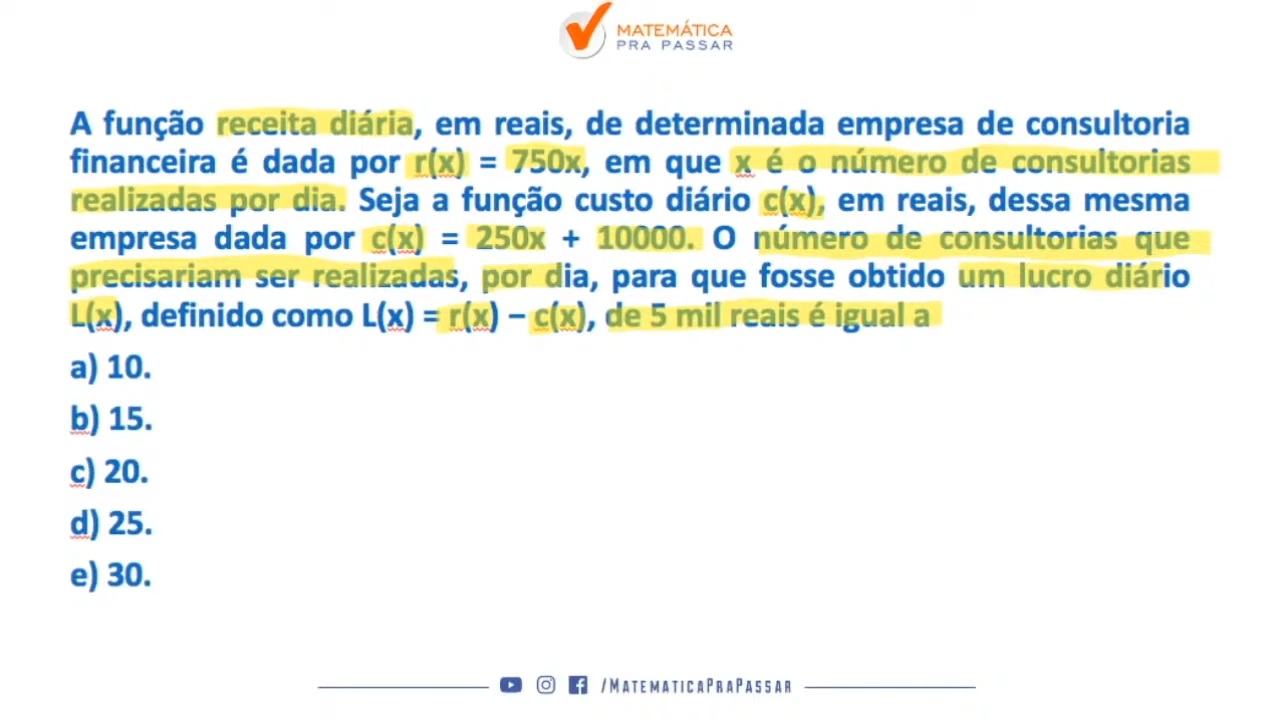 MATEMÁTICA
PRA PASSAR
A função receita diária, em reais, de determinada empresa de consultoria
financeira é dada por r(x) = 750x, em que x é o número de consultorias
realizadas por dia. Seja a função custo diário c(x), em reais, dessa mesma
empresa dada por c(x) = 250x + 10000. O número de consultorias que
precisariam ser realizadas, por dia, para que fosse obtido um lucro diário
L(x), definido como L(x) = r(x) – c(x), de 5 mil reais é igual a
a) 10.
b) 15.
c) 20.
d) 25.
e) 30.
/MATEMATICAPRAPASSAR